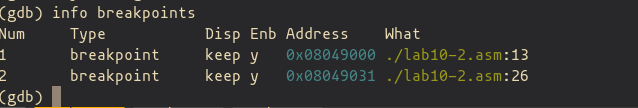 (gdb) info breakpoints
Num     Type           Disp Enb Address    What
1       breakpoint     keep y   0x08049000 ./lab10-2.asm:13
2       breakpoint     keep y   0x08049031 ./lab10-2.asm:26
(gdb)